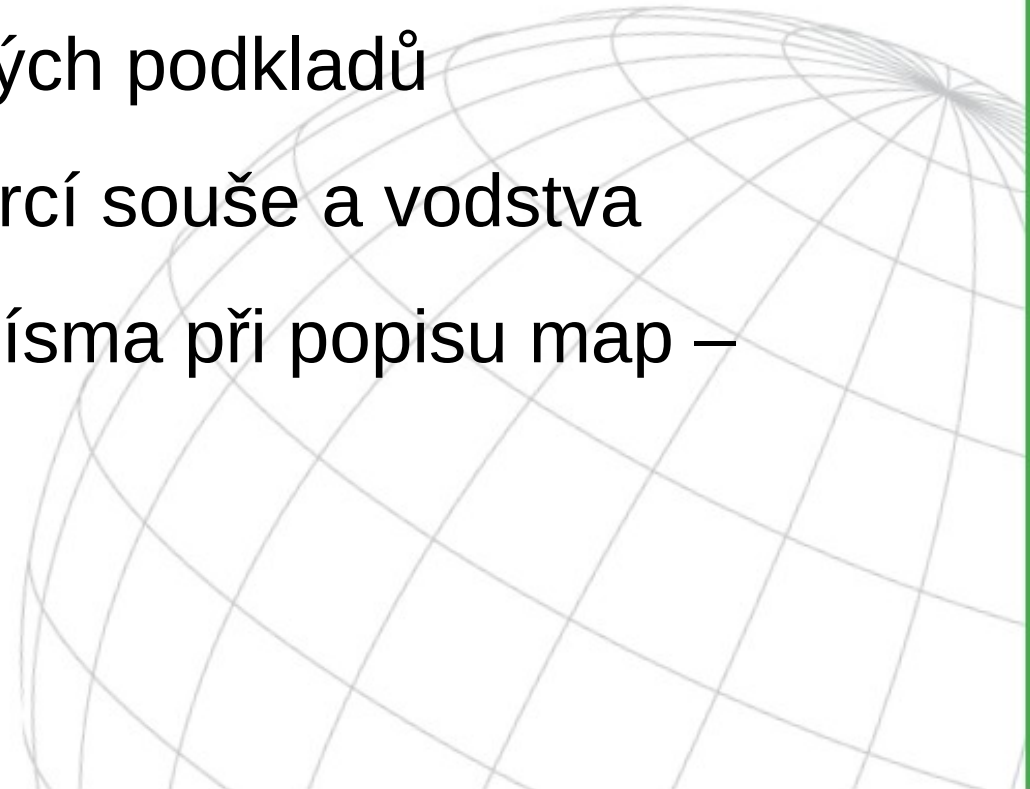 ých podkladů
rcí souše a vodstva
ísma při popisu map –